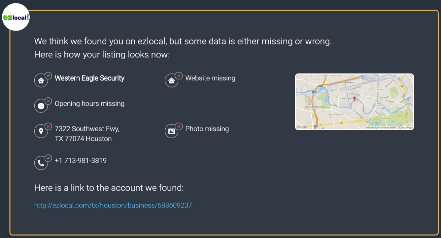 ezlocal
We think we found you on ezlocal, but some data is either missing or wrong.
Here is how your listing looks now:
Western Eagle Security
Website missing
Opening hours missing
7322 Southwest Fwy,
TX 77074 Houston
Photo missing
+1 713-981-3819
Here is a link to the account we found:
http://ezlocal.com/tx/houston/business/688609237